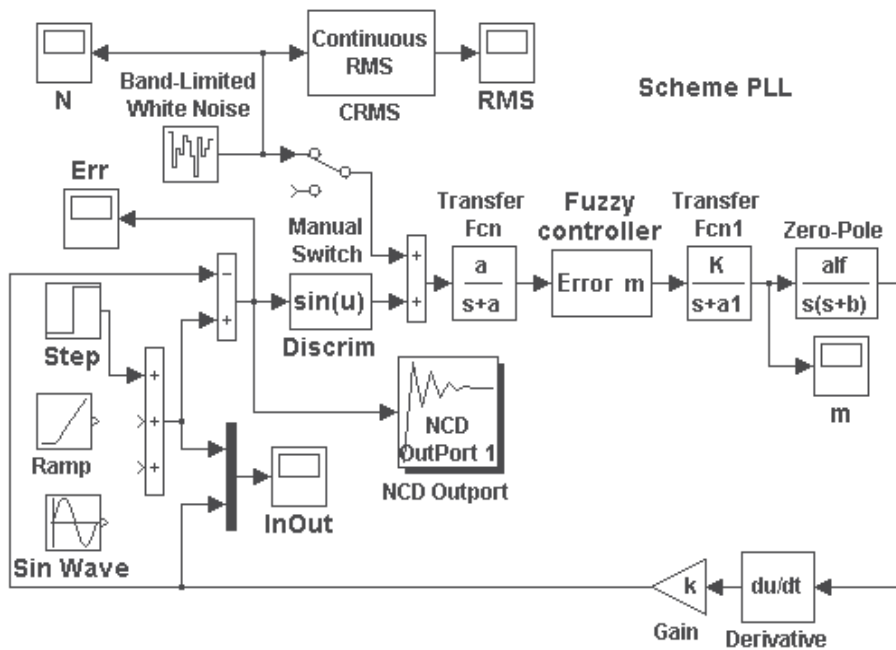 N
Band-Limited
White Noise
Continuous
RMS
CRMS
RMS
Scheme PLL
Err
Manual
Switch
Transfer
Fcn
a
s+a
Fuzzy
controller
Error m
Transfer
Fcn1
K
s+a1
Zero-Pole
alf
s(s+b)
m
−
+
sin(u)
Discrim
+
+
Step
Ramp
Sin Wave
+
+
+
InOut
NCD
OutPort 1
NCD Outport
k
Gain
du/dt
Derivative